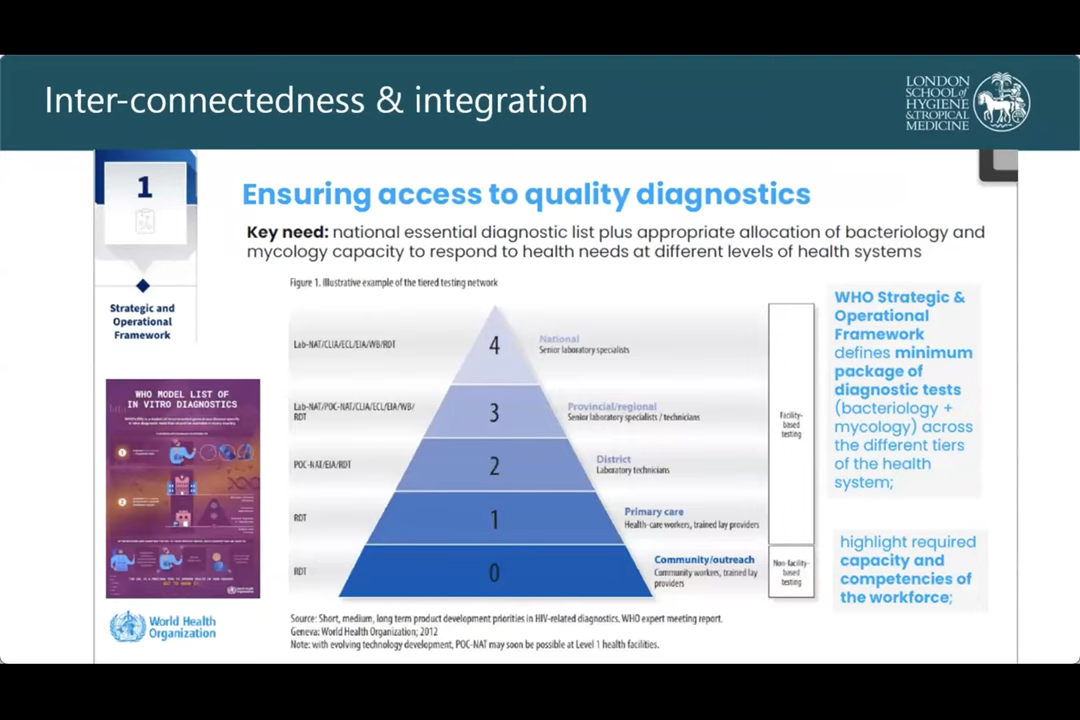 Inter-connectedness & integration
LONDON
SCHOOL of
HYGIENE
& TROPICAL
MEDICINE
1
Strategic and
Operational
Framework
Ensuring access to quality diagnostics
Key need: national essential diagnostic list plus appropriate allocation of bacteriology and
mycology capacity to respond to health needs at different levels of health systems
Figure 1. Illustrative example of the tiered testing network
Lab-NAT/CLIA/ECL/EIA/WB/RDT
4
National
Senior laboratory specialists
Lab-NAT/POC-NAT/CLIA/ECL/EIA/WB/
RDT
3
Provincial/regional
Senior laboratory specialists / technicians
POC-NAT/EIA/RDT
2
District
Laboratory technicians
RDT
1
Primary care
Health-care workers, trained lay providers
RDT
0
Community/outreach
Community workers, trained lay
providers
Facility-
based
testing
Non-facility-
based
testing
Source: Short, medium, long term product development priorities in HIV-related diagnostics. WHO expert meeting report.
Geneva: World Health Organization; 2012
Note: with evolving technology development, POC-NAT may soon be possible at Level 1 health facilities.
WHO Strategic &
Operational
Framework
defines minimum
package of
diagnostic tests
(bacteriology +
mycology) across
the different tiers
of the health
system;
highlight required
capacity and
competencies of
the workforce;
WHO MODEL LIST OF
IN VITRO DIAGNOSTICS
1
2
World Health
Organization